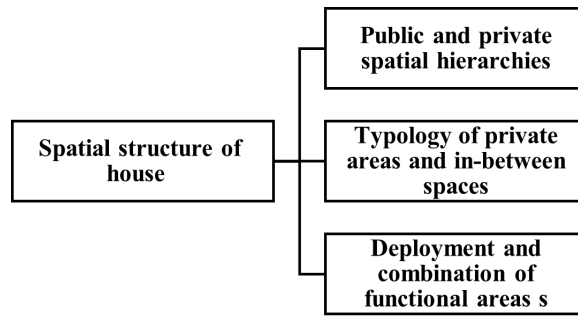 Public and private
spatial hierarchies
Spatial structure of
house
Typology of private
areas and in-between
spaces
Deployment and
combination of
functional areas s